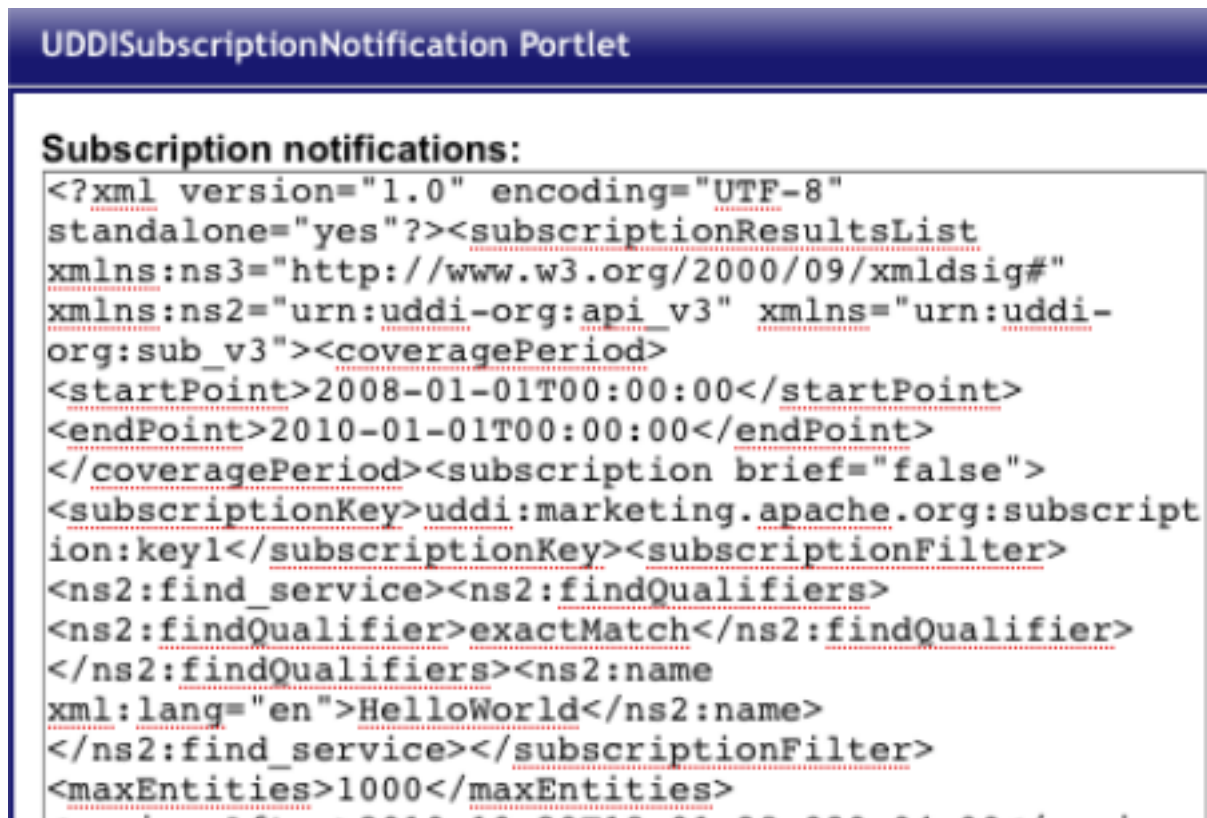 UDDISubscriptionNotification Portlet
Subscription notifications:
<?xml version="1.0" encoding="UTF-8"
standalone="yes"?><subscriptionResultsList
xmlns:ns3="http://www.w3.org/2000/09/xmldsig#"
xmlns:ns2="urn:uddi-org:api_v3" xmlns="urn:uddi-
org:sub_v3"><coveragePeriod>
<startPoint>2008-01-01T00:00:00</startPoint>
<endPoint>2010-01-01T00:00:00</endPoint>
</coveragePeriod><subscription brief="false">
<subscriptionKey>uddi:marketing.apache.org:subscript
ion:key1</subscriptionKey><subscriptionFilter>
<ns2:find_service><ns2:findQualifiers>
<ns2:findQualifier>exactMatch</ns2:findQualifier>
</ns2:findQualifiers><ns2:name
xml:lang="en">HelloWorld</ns2:name>
</ns2:find_service></subscriptionFilter>
<maxEntities>1000</maxEntities>